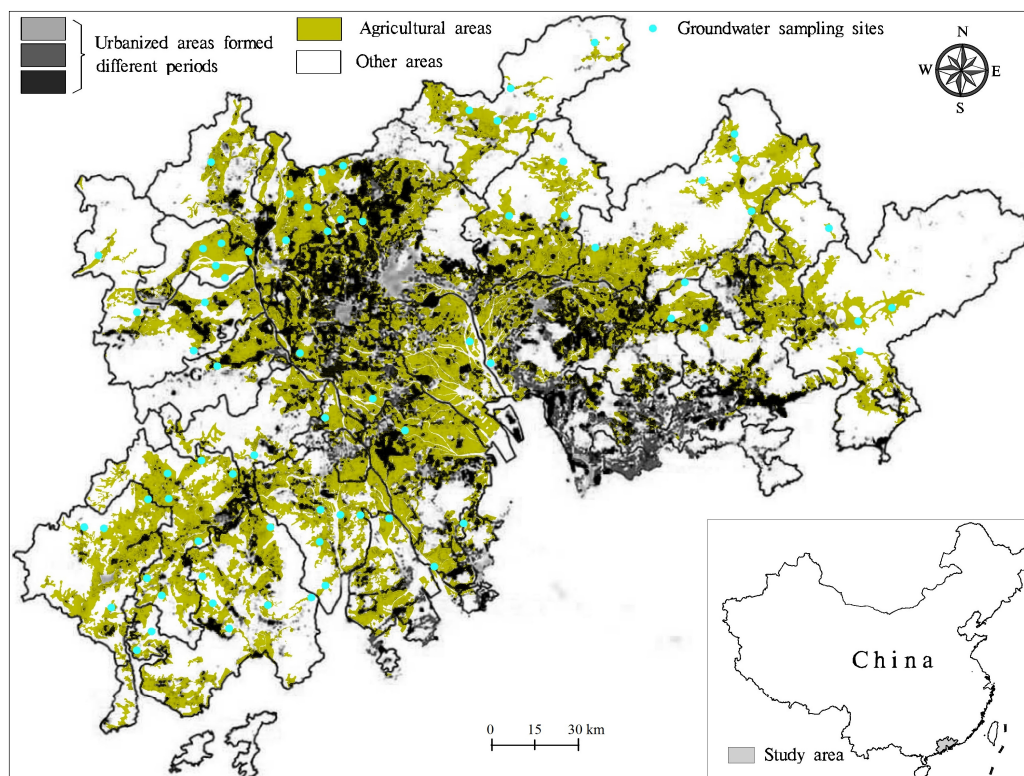 Urbanized areas formed
different periods
Agricultural areas
Other areas
Groundwater sampling sites
N
W E
S
0 15 30 km
China
Study area